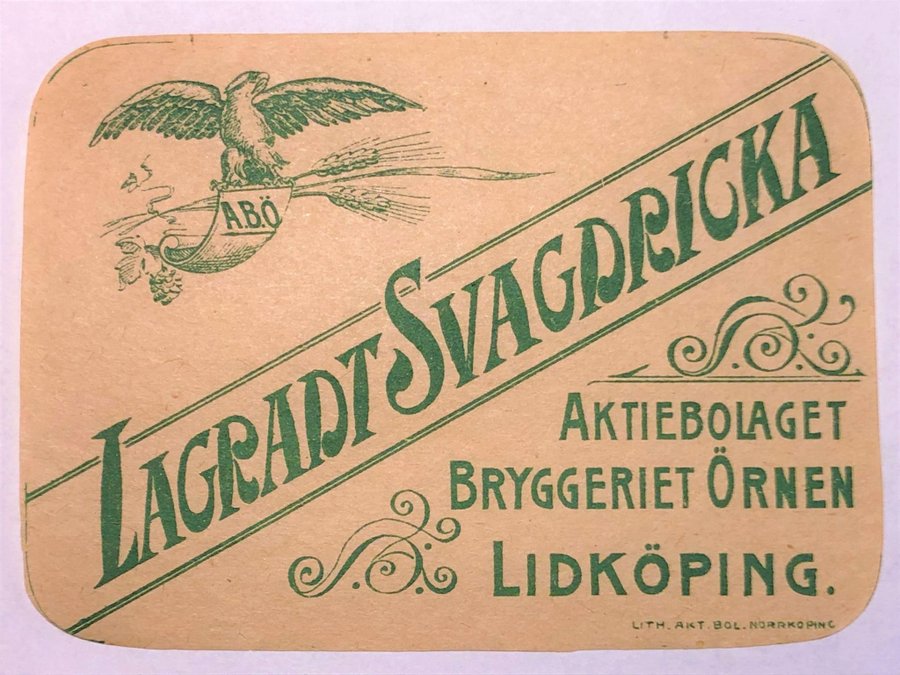 A.B.Ö
LAGRADT SVAGDRICKA
AKTIEBOLAGET
BRYGGERIET ÖRNEN
LIDKÖPING.
LITH. AKT. BOL. NORRKÖPING